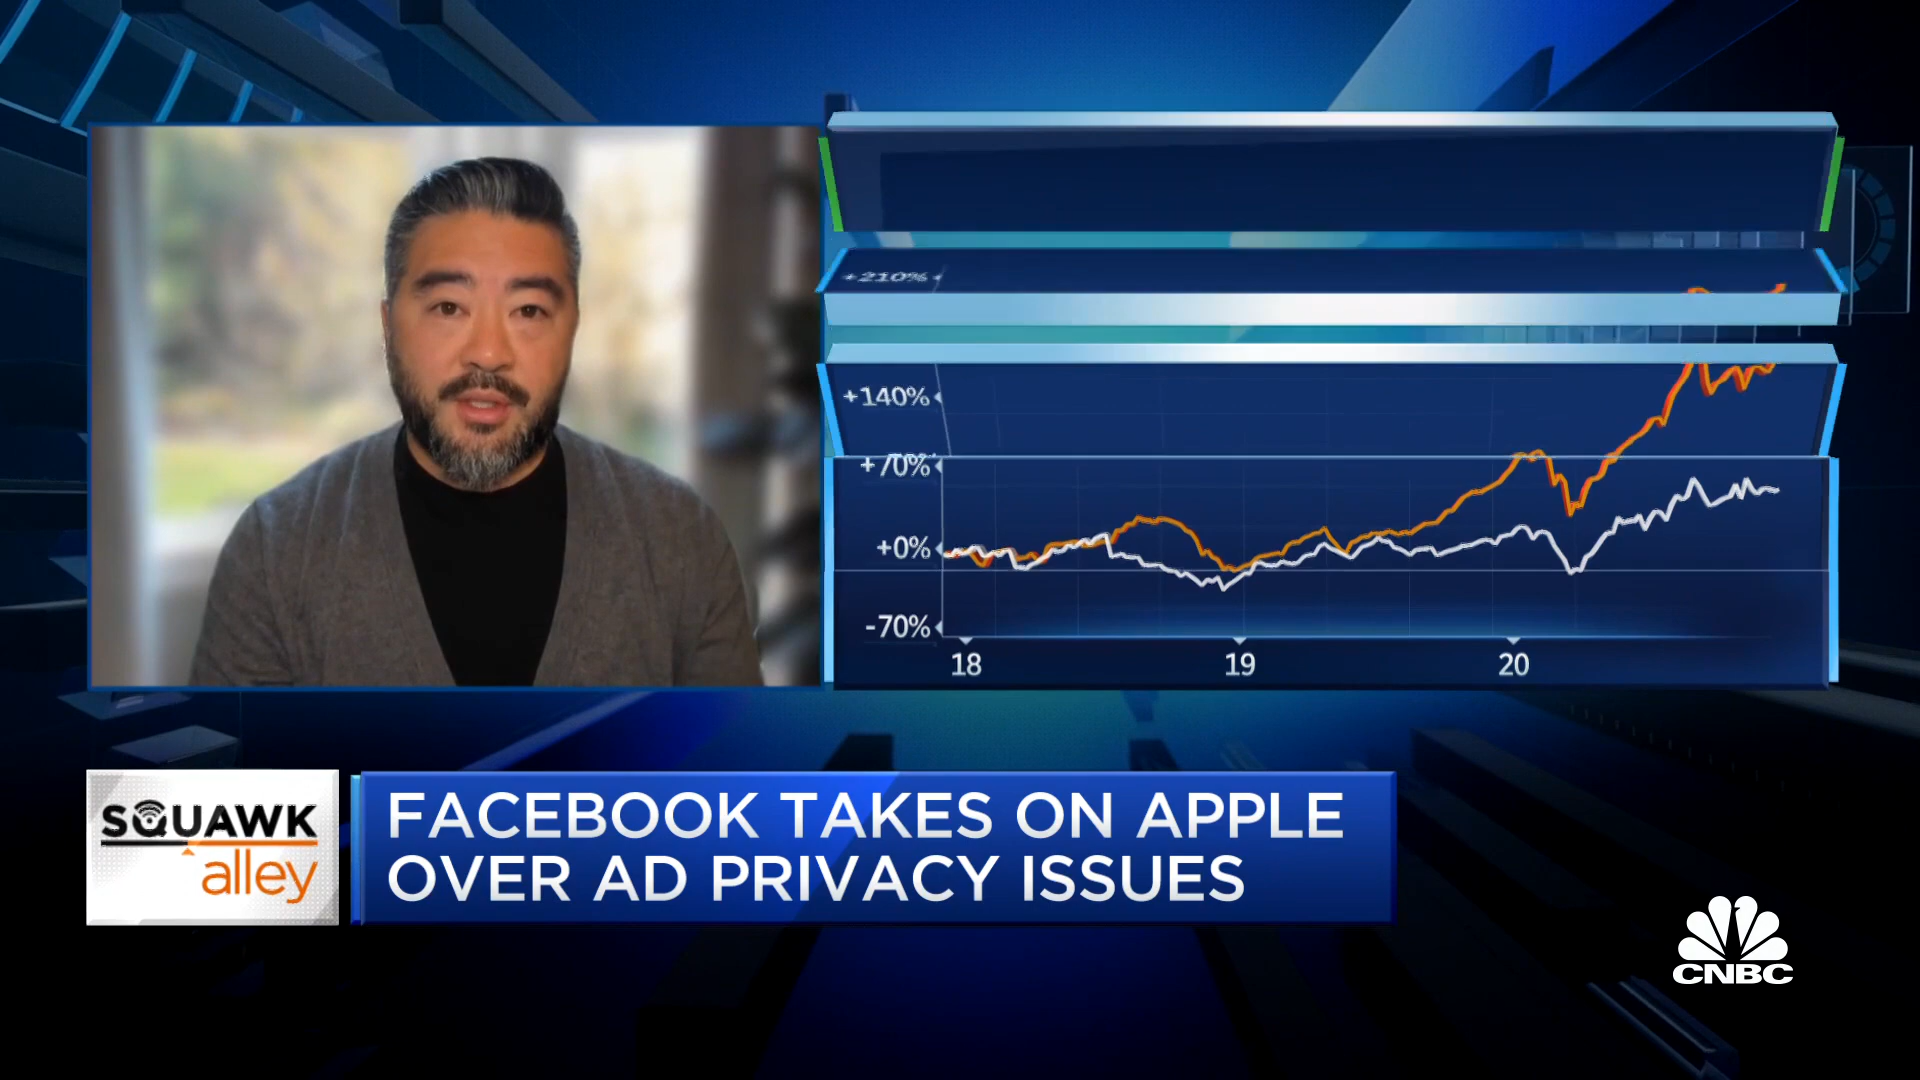 +210%
+140%
+70%
+0%
-70%
18 19 20
SQUAWK
alley
FACEBOOK TAKES ON APPLE
OVER AD PRIVACY ISSUES
CNBC